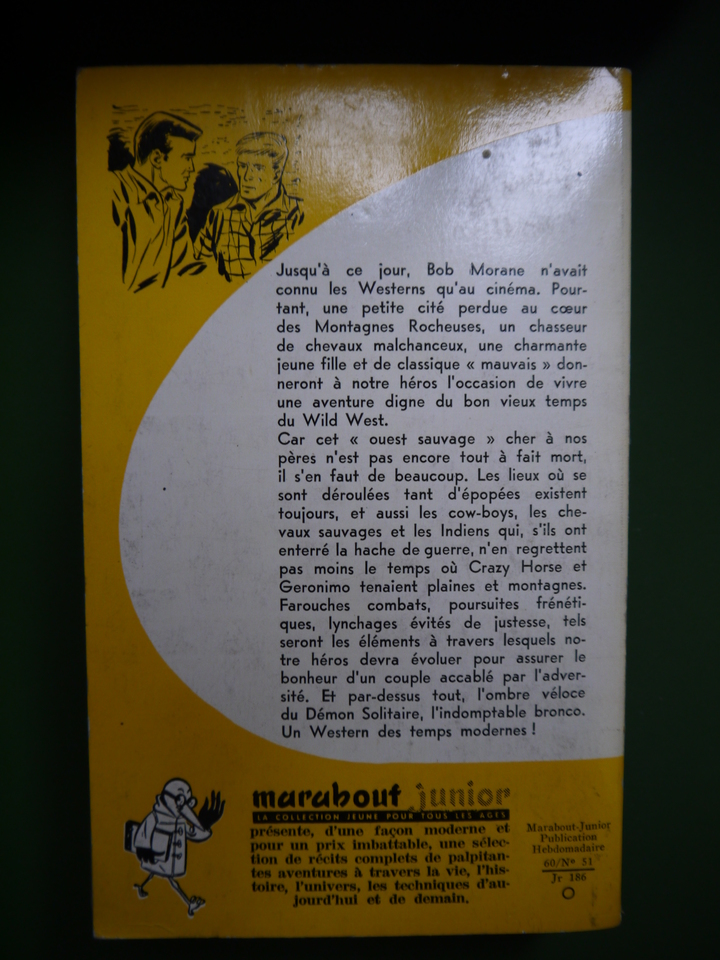 Jusqu'à ce jour, Bob Morane n'avait
connu les Westerns qu'au cinéma. Pour-
tant, une petite cité perdue au cœur
des Montagnes Rocheuses, un chasseur
de chevaux malchanceux, une charmante
jeune fille et de classique « mauvais » don-
neront à notre héros l'occasion de vivre
une aventure digne du bon vieux temps
du Wild West.
Car cet « ouest sauvage » cher à nos
pères n'est pas encore tout à fait mort,
il s'en faut de beaucoup. Les lieux où se
sont déroulées tant d'épopées existent
toujours, et aussi les cow-boys, les che-
vaux sauvages et les Indiens qui, s'ils ont
enterré la hache de guerre, n'en regrettent
pas moins le temps où Crazy Horse et
Geronimo tenaient plaines et montagnes.
Farouches combats, poursuites frénéti-
ques, lynchages évités de justesse, tels
seront les éléments à travers lesquels no-
tre héros devra évoluer pour assurer le
bonheur d'un couple accablé par l'adver-
sité. Et par-dessus tout, l'ombre véloce
du Démon Solitaire, l'indomptable bronco.
Un Western des temps modernes !
marabout junior
LA COLLECTION JEUNE POUR TOUS LES AGES
présente, d'une façon moderne et
pour un prix imbattable, une sélec-
tion de récits complets de palpitan-
tes aventures à travers la vie, l'his-
toire, l'univers, les techniques d'au-
jourd'hui et de demain.
Marabout-Junior
Publication
Hebdomadaire
60/N° 51
Jr 186